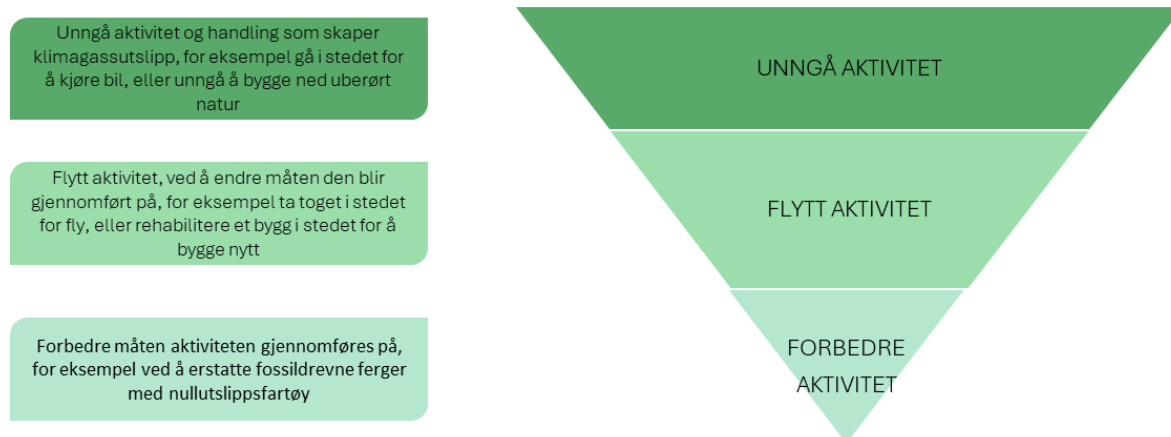 Unngå aktivitet og handling som skaper
klimagassutslipp, for eksempel gå i stedet for
å kjøre bil, eller unngå å bygge ned uberørt
natur
UNNGÅ AKTIVITET
Flytt aktivitet, ved å endre måten den blir
gjennomført på, for eksempel ta toget i stedet
for fly, eller rehabilitere et bygg i stedet for å
bygge nytt
FLYTT AKTIVITET
Forbedre måten aktiviteten gjennomføres på,
for eksempel ved å erstatte fossildrevne ferger
med nullutslippsfartøy
FORBEDRE
AKTIVITET